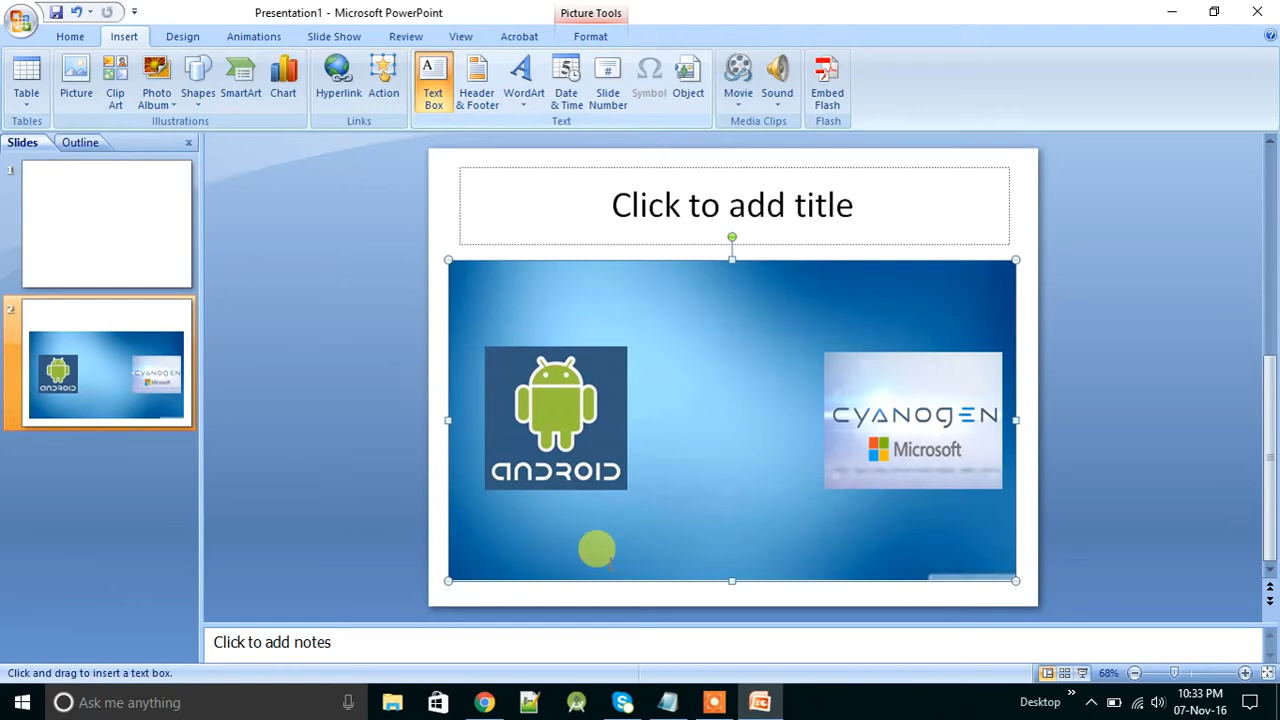 Presentation1 - Microsoft PowerPoint
Picture Tools
Home Insert Design Animations Slide Show Review View Acrobat Format
Table
Picture
Clip Art
Photo Album
Shapes
SmartArt
Chart
Hyperlink
Action
Text Box
Header & Footer
WordArt
Date & Time
Slide Number
Symbol
Object
Movie
Sound
Embed Flash
Tables Illustrations Links Text Media Clips Flash
Slides Outline
1
2
ANDROID
CYANOGEN
Microsoft
Click to add title
ANDROID
CYANOGEN
Microsoft
Click to add notes
Click and drag to insert a text box.
68%
Ask me anything
Desktop
10:33 PM
07-Nov-16